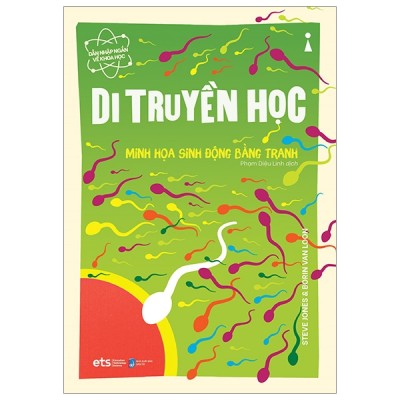 DẪN NHẬP NGẮN
VỀ KHOA HỌC
DI TRUYỀN HỌC
MINH HỌA SINH ĐỘNG BẰNG TRANH
Phạm Diệu Linh dịch
STEVE JONES & BORIN VAN LOON
ets